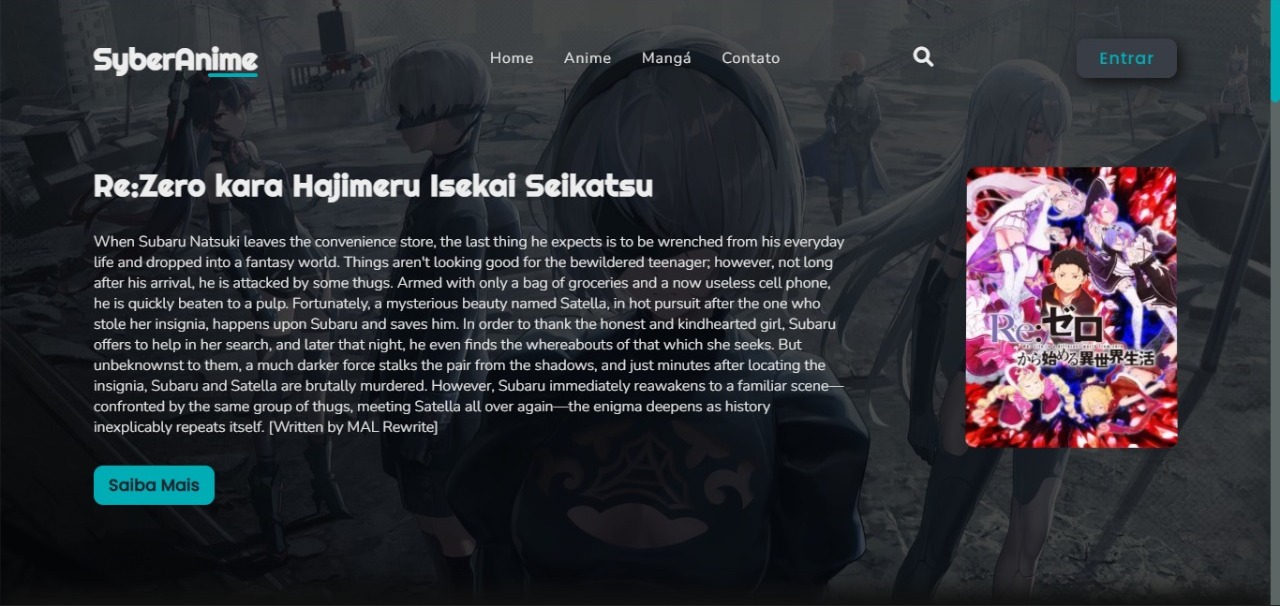 SyberAnime
Home
Anime
Mangá
Contato
Entrar
Re:Zero kara Hajimeru Isekai Seikatsu
When Subaru Natsuki leaves the convenience store, the last thing he expects is to be wrenched from his everyday
life and dropped into a fantasy world. Things aren't looking good for the bewildered teenager; however, not long
after his arrival, he is attacked by some thugs. Armed with only a bag of groceries and a now useless cell phone,
he is quickly beaten to a pulp. Fortunately, a mysterious beauty named Satella, in hot pursuit after the one who
stole her insignia, happens upon Subaru and saves him. In order to thank the honest and kindhearted girl, Subaru
offers to help in her search, and later that night, he even finds the whereabouts of that which she seeks. But
unbeknownst to them, a much darker force stalks the pair from the shadows, and just minutes after locating the
insignia, Subaru and Satella are brutally murdered. However, Subaru immediately reawakens to a familiar scene—
confronted by the same group of thugs, meeting Satella all over again—the enigma deepens as history
inexplicably repeats itself. [Written by MAL Rewrite]
Saiba Mais
Re:ゼロ
から始める異世界生活